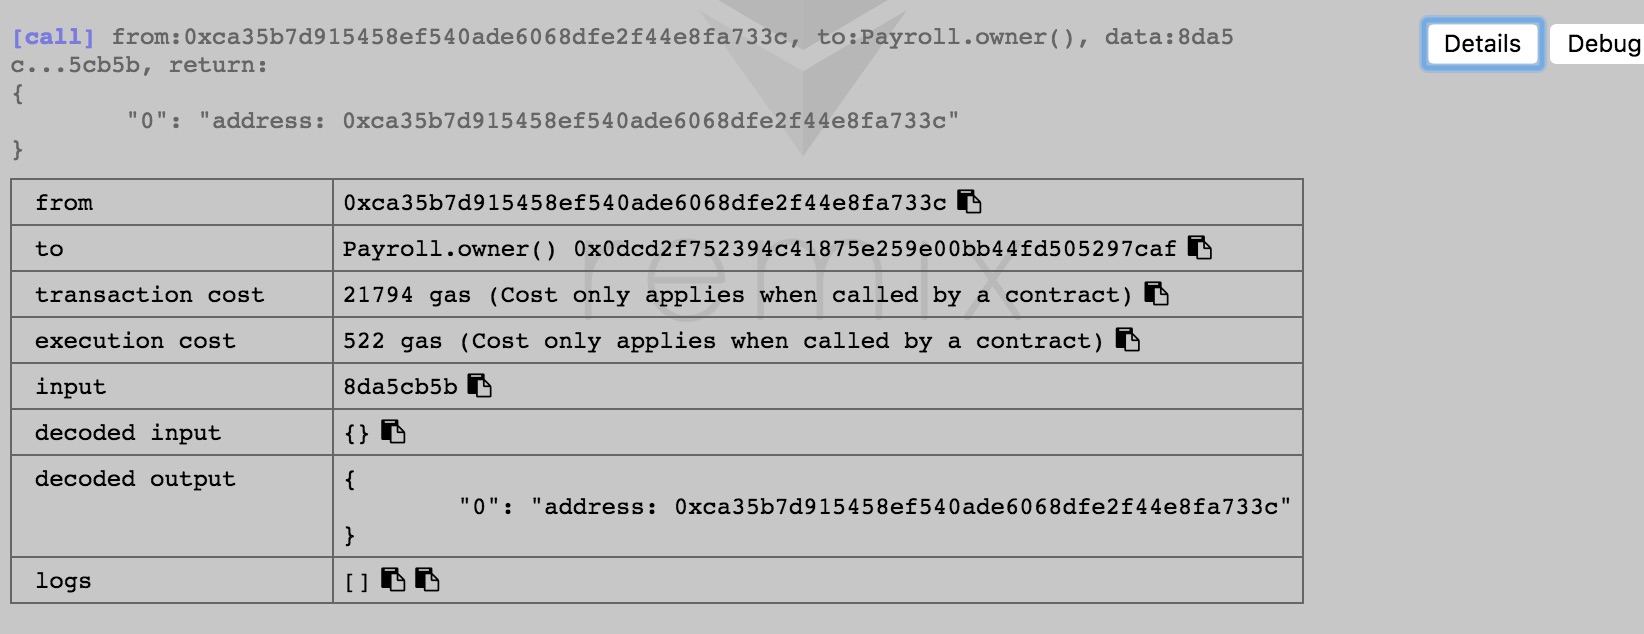 [call] from:0xca35b7d915458ef540ade6068dfe2f44e8fa733c, to:Payroll.owner(), data:8da5
c...5cb5b, return:
{
"0": "address: 0xca35b7d915458ef540ade6068dfe2f44e8fa733c"
}
Details
Debug
from 0xca35b7d915458ef540ade6068dfe2f44e8fa733c
to Payroll.owner() 0x0dcd2f752394c41875e259e00bb44fd505297caf
transaction cost 21794 gas (Cost only applies when called by a contract)
execution cost 522 gas (Cost only applies when called by a contract)
input 8da5cb5b
decoded input {}
decoded output {
"0": "address: 0xca35b7d915458ef540ade6068dfe2f44e8fa733c"
}
logs []
remix